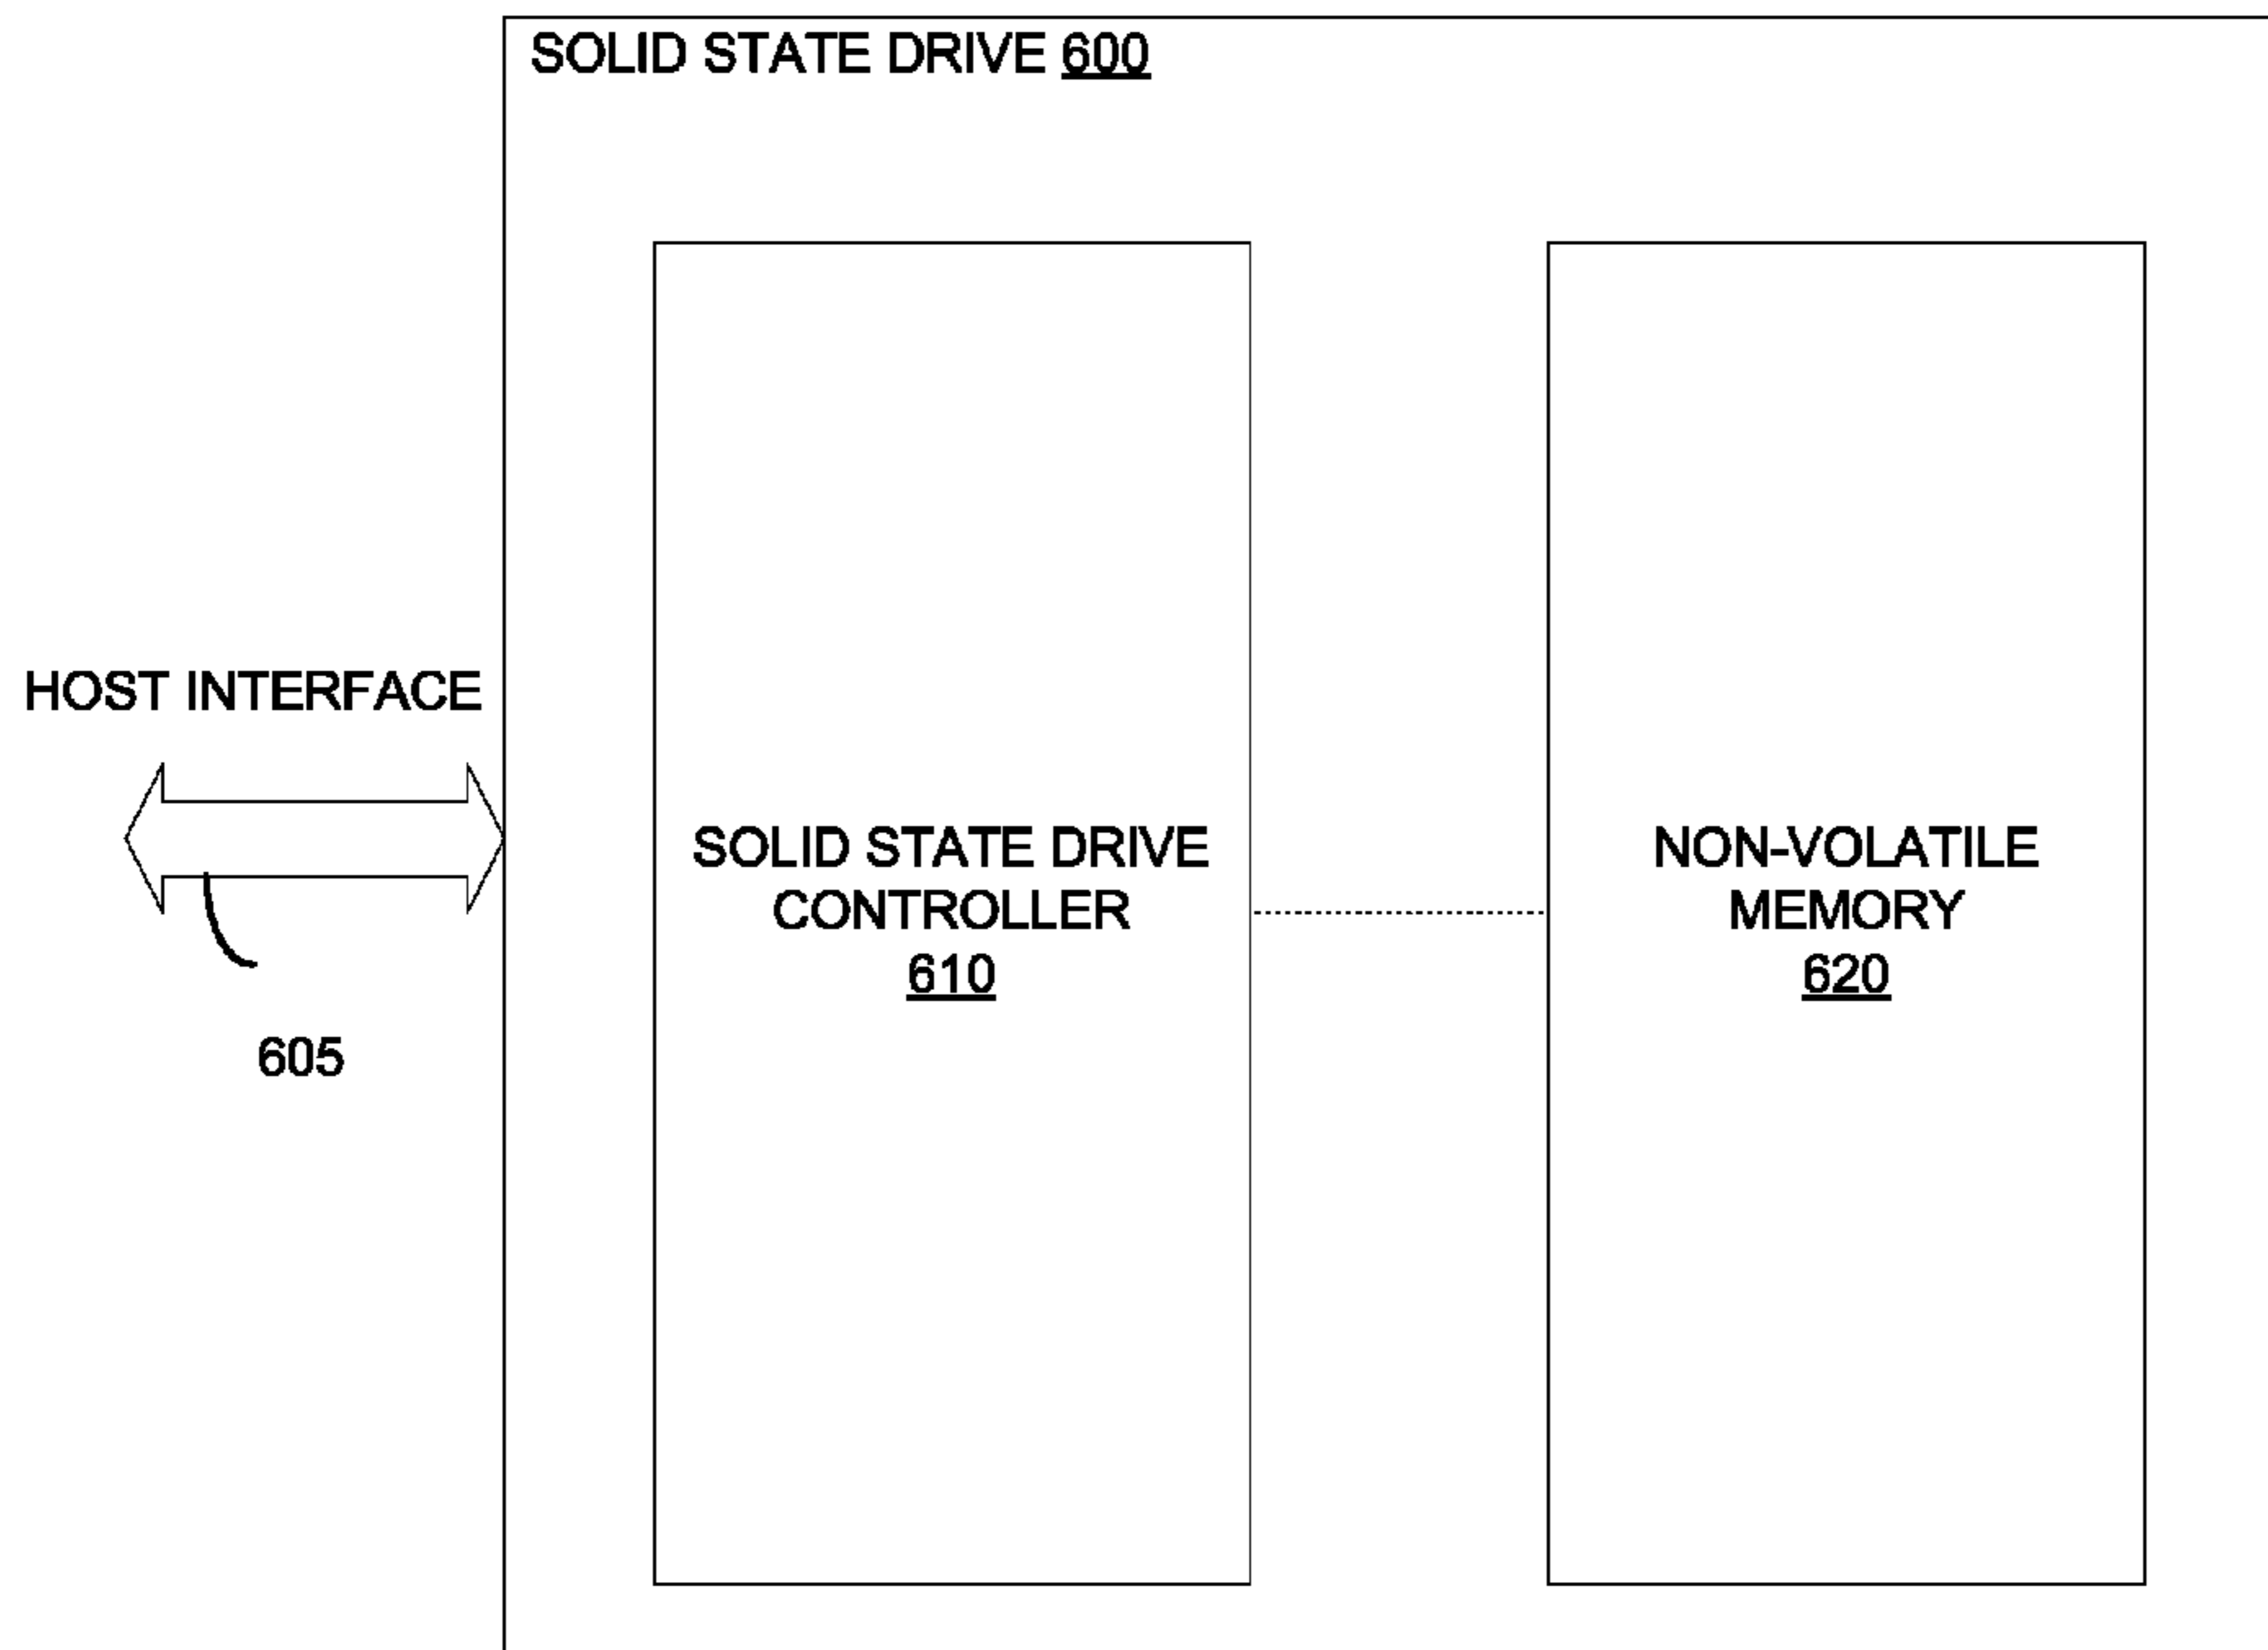 SOLID STATE DRIVE 600
HOST INTERFACE
605
SOLID STATE DRIVE
CONTROLLER
610
NON-VOLATILE
MEMORY
620